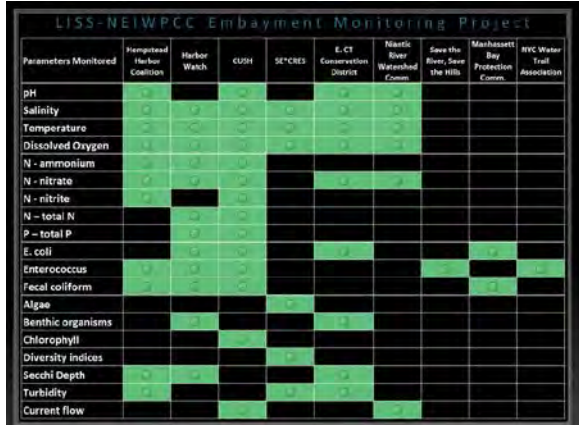 LISS-NEIWPCC Embayment Monitoring Project
Parameters Monitored
Hempstead
Harbor
Coalition
Harbor
Watch
CUSH
SE*CRES
E. CT
Conservation
District
Niantic
River
Watershed
Comm.
Save the
River, Save
the Hills
Manhassett
Bay
Protection
Comm.
NYC Water
Trail
Association
pH
Salinity
Temperature
Dissolved Oxygen
N - ammonium
N - nitrate
N - nitrite
N – total N
P – total P
E. coli
Enterococcus
Fecal coliform
Algae
Benthic organisms
Chlorophyll
Diversity indices
Secchi Depth
Turbidity
Current flow